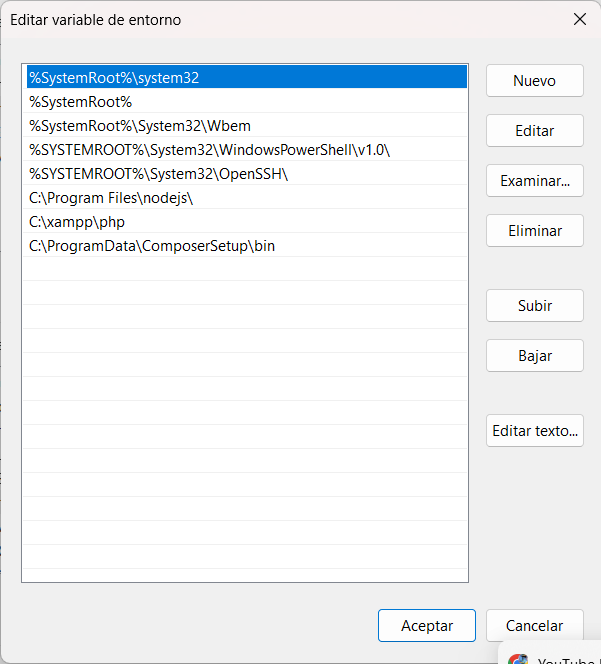 Editar variable de entorno
%SystemRoot%\system32
%SystemRoot%
%SystemRoot%\System32\Wbem
%SYSTEMROOT%\System32\WindowsPowerShell\v1.0\
%SYSTEMROOT%\System32\OpenSSH\
C:\Program Files\nodejs\
C:\xampp\php
C:\ProgramData\ComposerSetup\bin
Nuevo
Editar
Examinar...
Eliminar
Subir
Bajar
Editar texto...
Aceptar
Cancelar
YouTube